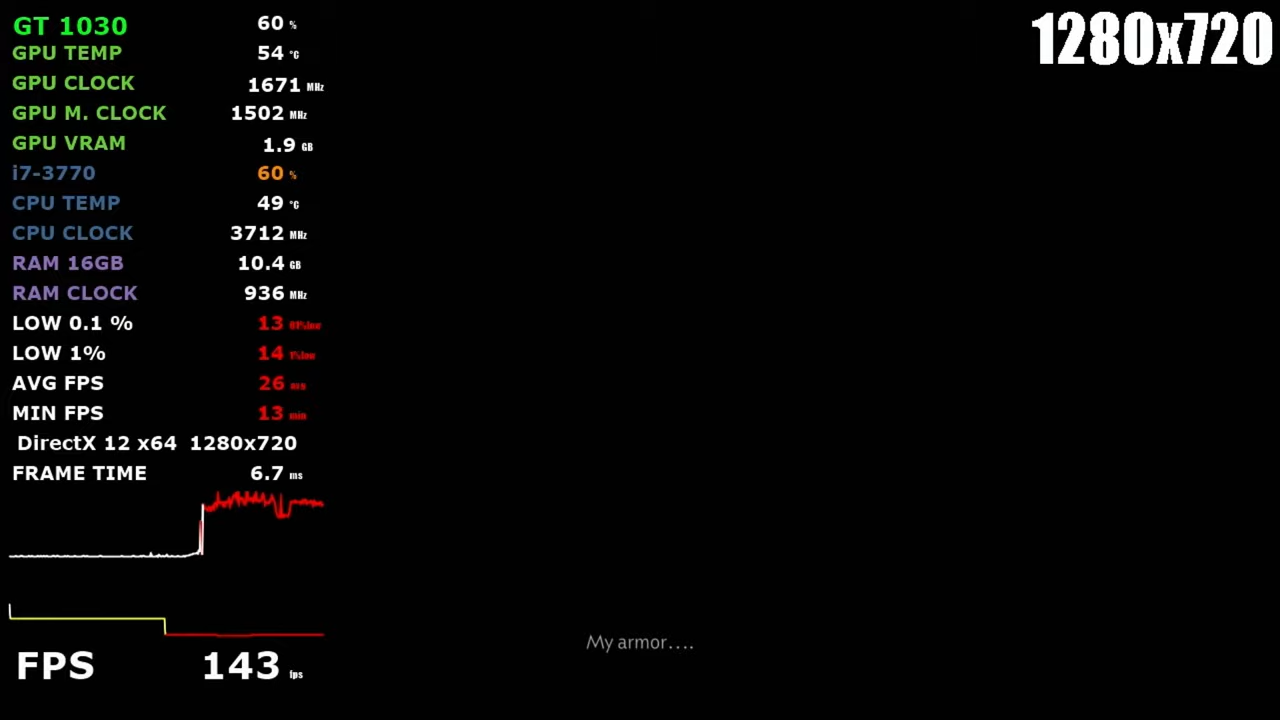 GT 1030 60 %
1280x720
GPU TEMP 54 °C
GPU CLOCK 1671 MHz
GPU M. CLOCK 1502 MHz
GPU VRAM 1.9 GB
i7-3770 60 %
CPU TEMP 49 °C
CPU CLOCK 3712 MHz
RAM 16GB 10.4 GB
RAM CLOCK 936 MHz
LOW 0.1 % 13
LOW 1% 14 1%low
AVG FPS 26
MIN FPS 13 min
DirectX 12 x64 1280x720
FRAME TIME 6.7 ms
My armor....
FPS 143 fps